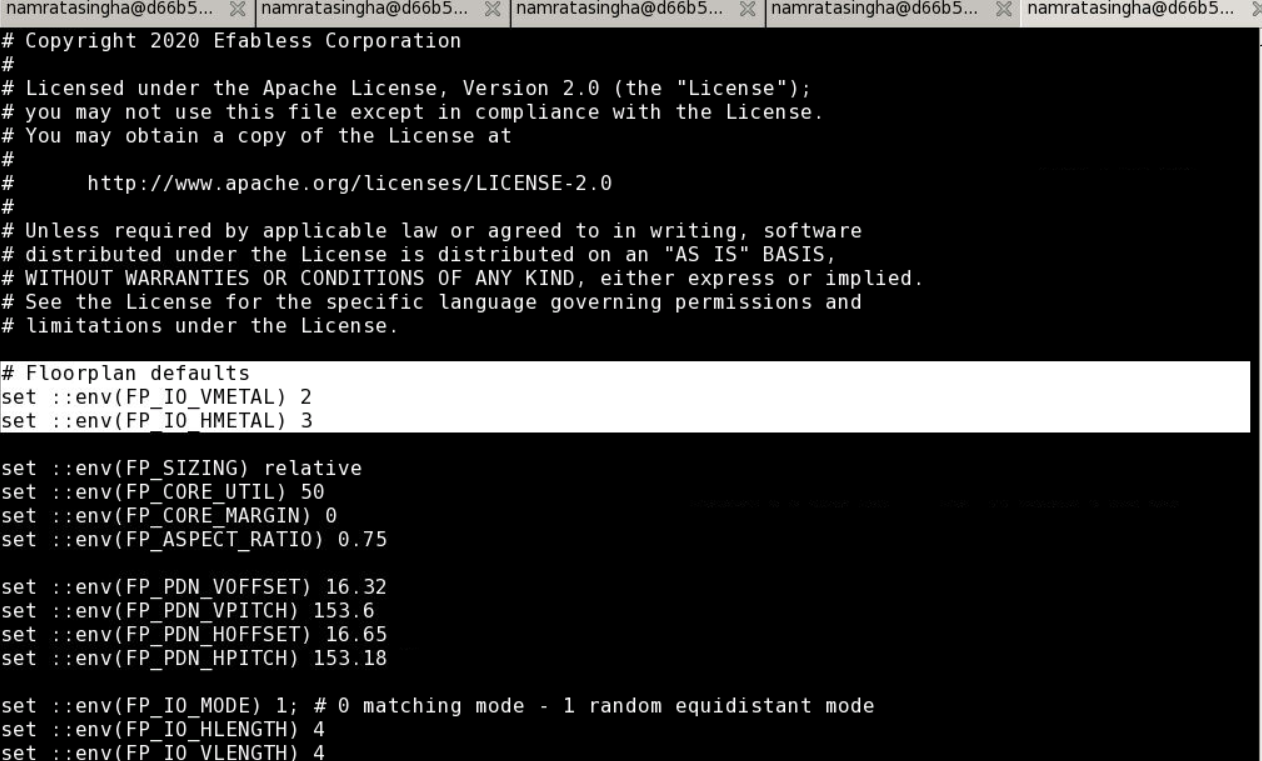 namratasingha@d66b5... namratasingha@d66b5... namratasingha@d66b5... namratasingha@d66b5... namratasingha@d66b5...
# Copyright 2020 Efabless Corporation
#
# Licensed under the Apache License, Version 2.0 (the "License");
# you may not use this file except in compliance with the License.
# You may obtain a copy of the License at
#
#      http://www.apache.org/licenses/LICENSE-2.0
#
# Unless required by applicable law or agreed to in writing, software
# distributed under the License is distributed on an "AS IS" BASIS,
# WITHOUT WARRANTIES OR CONDITIONS OF ANY KIND, either express or implied.
# See the License for the specific language governing permissions and
# limitations under the License.
# Floorplan defaults
set ::env(FP_IO_VMETAL) 2
set ::env(FP_IO_HMETAL) 3
set ::env(FP_SIZING) relative
set ::env(FP_CORE_UTIL) 50
set ::env(FP_CORE_MARGIN) 0
set ::env(FP_ASPECT_RATIO) 0.75
set ::env(FP_PDN_VOFFSET) 16.32
set ::env(FP_PDN_VPITCH) 153.6
set ::env(FP_PDN_HOFFSET) 16.65
set ::env(FP_PDN_HPITCH) 153.18
set ::env(FP_IO_MODE) 1; # 0 matching mode - 1 random equidistant mode
set ::env(FP_IO_HLENGTH) 4
set ::env(FP_IO_VLENGTH) 4